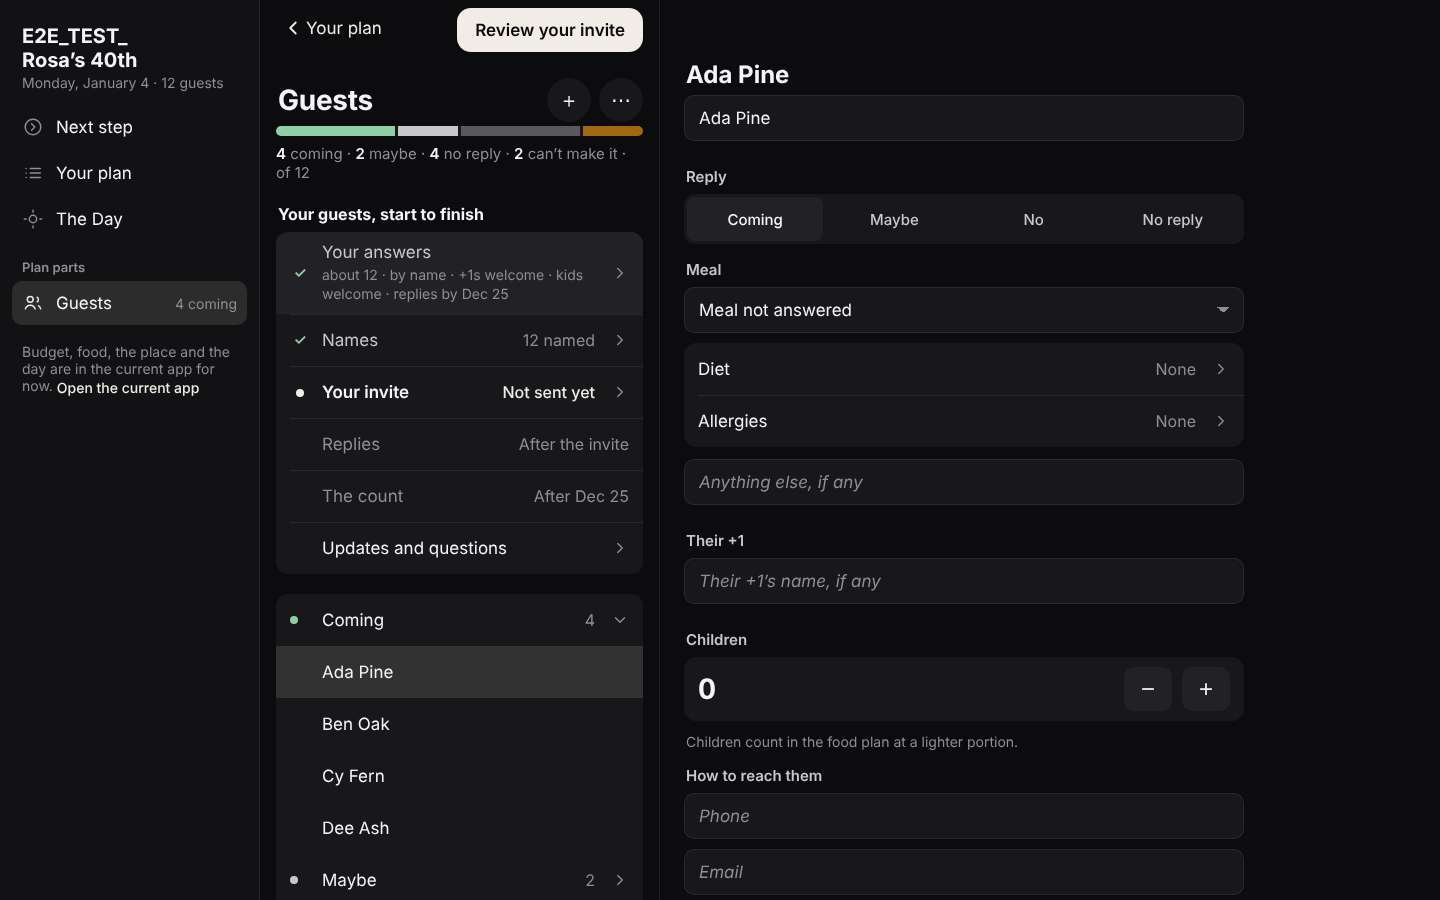 E2E_TEST_
Rosa’s 40th
Monday, January 4 · 12 guests
Next step
Your plan
The Day
Plan parts
Guests 4 coming
Budget, food, the place and the
day are in the current app for
now. Open the current app
Your plan
Review your invite
Guests
4 coming · 2 maybe · 4 no reply · 2 can’t make it ·
of 12
Your guests, start to finish
Your answers
about 12 · by name · +1s welcome · kids
welcome · replies by Dec 25
Names 12 named
Your invite Not sent yet
Replies After the invite
The count After Dec 25
Updates and questions
Coming 4
Ada Pine
Ben Oak
Cy Fern
Dee Ash
Maybe 2
Ada Pine
Ada Pine
Reply
Coming Maybe No No reply
Meal
Meal not answered
Diet None
Allergies None
Anything else, if any
Their +1
Their +1’s name, if any
Children
0
Children count in the food plan at a lighter portion.
How to reach them
Phone
Email